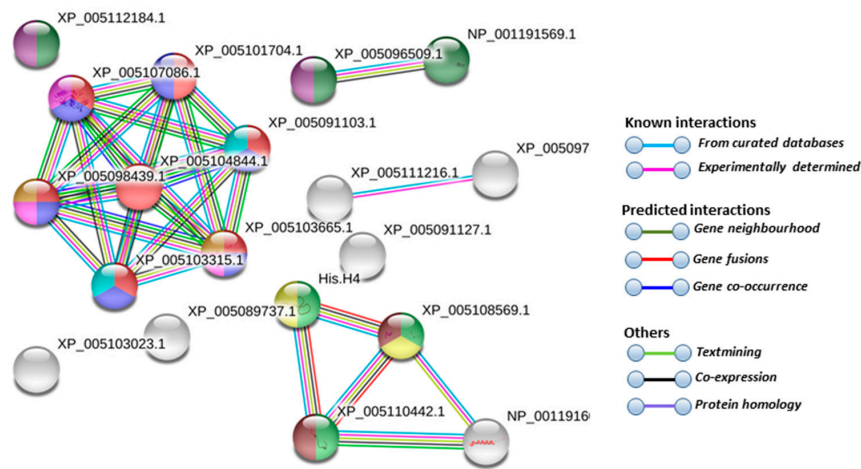 XP_005112184.1
XP_005101704.1
XP_005096509.1
NP_001191569.1
XP_005107086.1
XP_005091103.1
XP_005104844.1
XP_005098439.1
XP_005111216.1
XP_005097
XP_005103665.1
XP_005091127.1
XP_005103315.1
His.H4
XP_005089737.1
XP_005108569.1
XP_005103023.1
XP_005110442.1
NP_0011916
Known interactions
From curated databases
Experimentally determined
Predicted interactions
Gene neighbourhood
Gene fusions
Gene co-occurrence
Others
Textmining
Co-expression
Protein homology